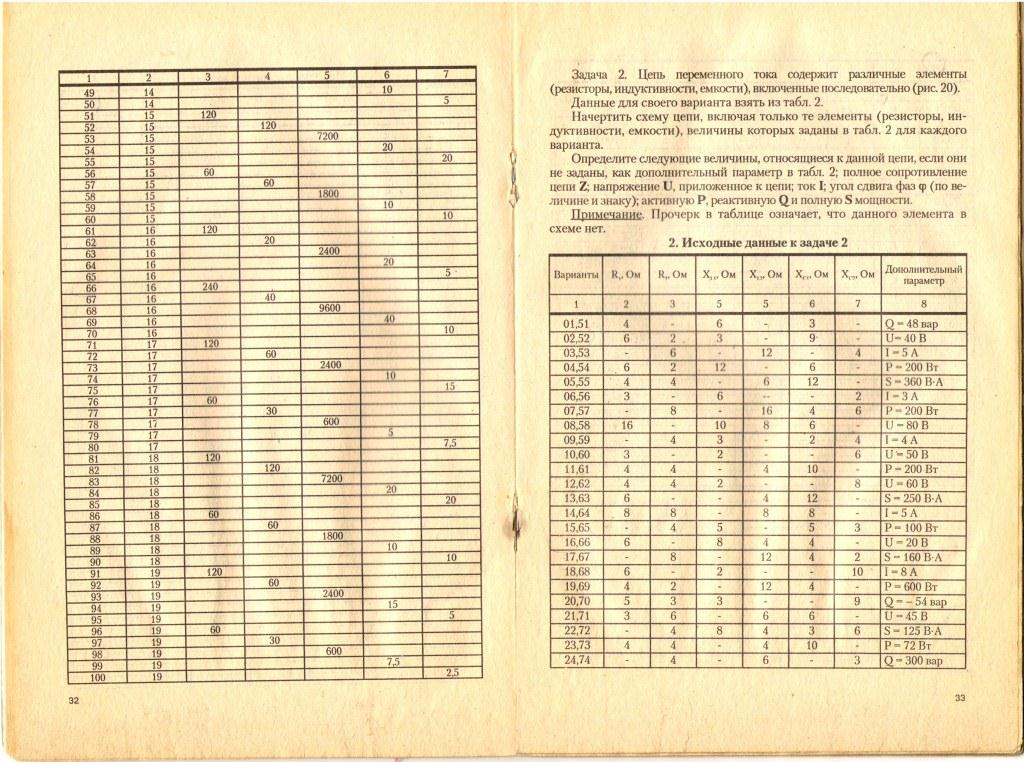 1 2 3 4 5 6 7
49 14 10
50 14 5
51 15 120
52 15 120
53 15 7200
54 15 20
55 15 20
56 15 60
57 15 60
58 15 1800
59 15 10
60 15 10
61 16 120
62 16 20
63 16 2400
64 16 20
65 16 5
66 16 240
67 16 40
68 16 9600
69 16 40
70 16 10
71 17 120
72 17 60
73 17 2400
74 17 10
75 17 15
76 17 60
77 17 30
78 17 600
79 17 5
80 17 7,5
81 18 120
82 18 120
83 18 7200
84 18 20
85 18 20
86 18 60
87 18 60
88 18 1800
89 18 10
90 18 10
91 19 120
92 19 60
93 19 2400
94 19 15
95 19 5
96 19 60
97 19 30
98 19 600
99 19 7,5
100 19 2,5
32
Задача 2. Цепь переменного тока содержит различные элементы
(резисторы, индуктивности, емкости), включенные последовательно (рис. 20).
Данные для своего варианта взять из табл. 2.
Начертить схему цепи, включая только те элементы (резисторы, ин-
дуктивности, емкости), величины которых заданы в табл. 2 для каждого
варианта.
Определите следующие величины, относящиеся к данной цепи, если они
не заданы, как дополнительный параметр в табл. 2; полное сопротивление
цепи Z; напряжение U, приложенное к цепи; ток I; угол сдвига фаз φ (по ве-
личине и знаку); активную P, реактивную Q и полную S мощности.
Примечание. Прочерк в таблице означает, что данного элемента в
схеме нет.
2. Исходные данные к задаче 2
Варианты R, Ом R, Ом X, Ом X, Ом X, Ом X, Ом Дополнительный
параметр
1 2 3 5 5 6 7 8
01,51 4 - 6 - 3 - Q = 48 вар
02,52 6 2 3 - 9 - U= 40 В
03,53 - 6 - 12 - 4 I = 5 А
04,54 6 2 12 - 6 - P = 200 Вт
05,55 4 4 - 6 12 - S = 360 В·А
06,56 3 - 6 - - 2 I = 3 А
07,57 - 8 - 16 4 6 P = 200 Вт
08,58 16 - 10 8 6 - U = 80 В
09,59 - 4 3 - 2 4 I = 4 А
10,60 3 - 2 - - 6 U = 50 В
11,61 4 4 - 4 10 - P = 200 Вт
12,62 4 4 2 - - 8 U = 60 В
13,63 6 - - 4 12 - S = 250 В·А
14,64 8 8 - 8 8 - I = 5 А
15,65 - 4 5 - 5 3 P = 100 Вт
16,66 6 - 8 4 4 - U = 20 В
17,67 - 8 - 12 4 2 S = 160 В·А
18,68 6 - 2 - - 10 I = 8 А
19,69 4 2 - 12 4 - P = 600 Вт
20,70 5 3 3 - - 9 Q = – 54 вар
21,71 3 6 - 6 6 - U = 45 В
22,72 - 4 8 4 3 6 S = 125 В·А
23,73 4 4 - 4 10 - P = 72 Вт
24,74 - 4 - 6 - 3 Q = 300 вар
33